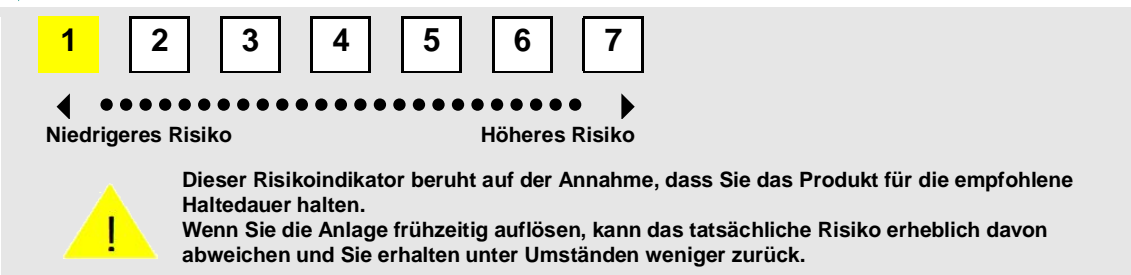 1 2 3 4 5 6 7
Niedrigeres Risiko Höheres Risiko
Dieser Risikoindikator beruht auf der Annahme, dass Sie das Produkt für die empfohlene
Haltedauer halten.
! Wenn Sie die Anlage frühzeitig auflösen, kann das tatsächliche Risiko erheblich davon
abweichen und Sie erhalten unter Umständen weniger zurück.